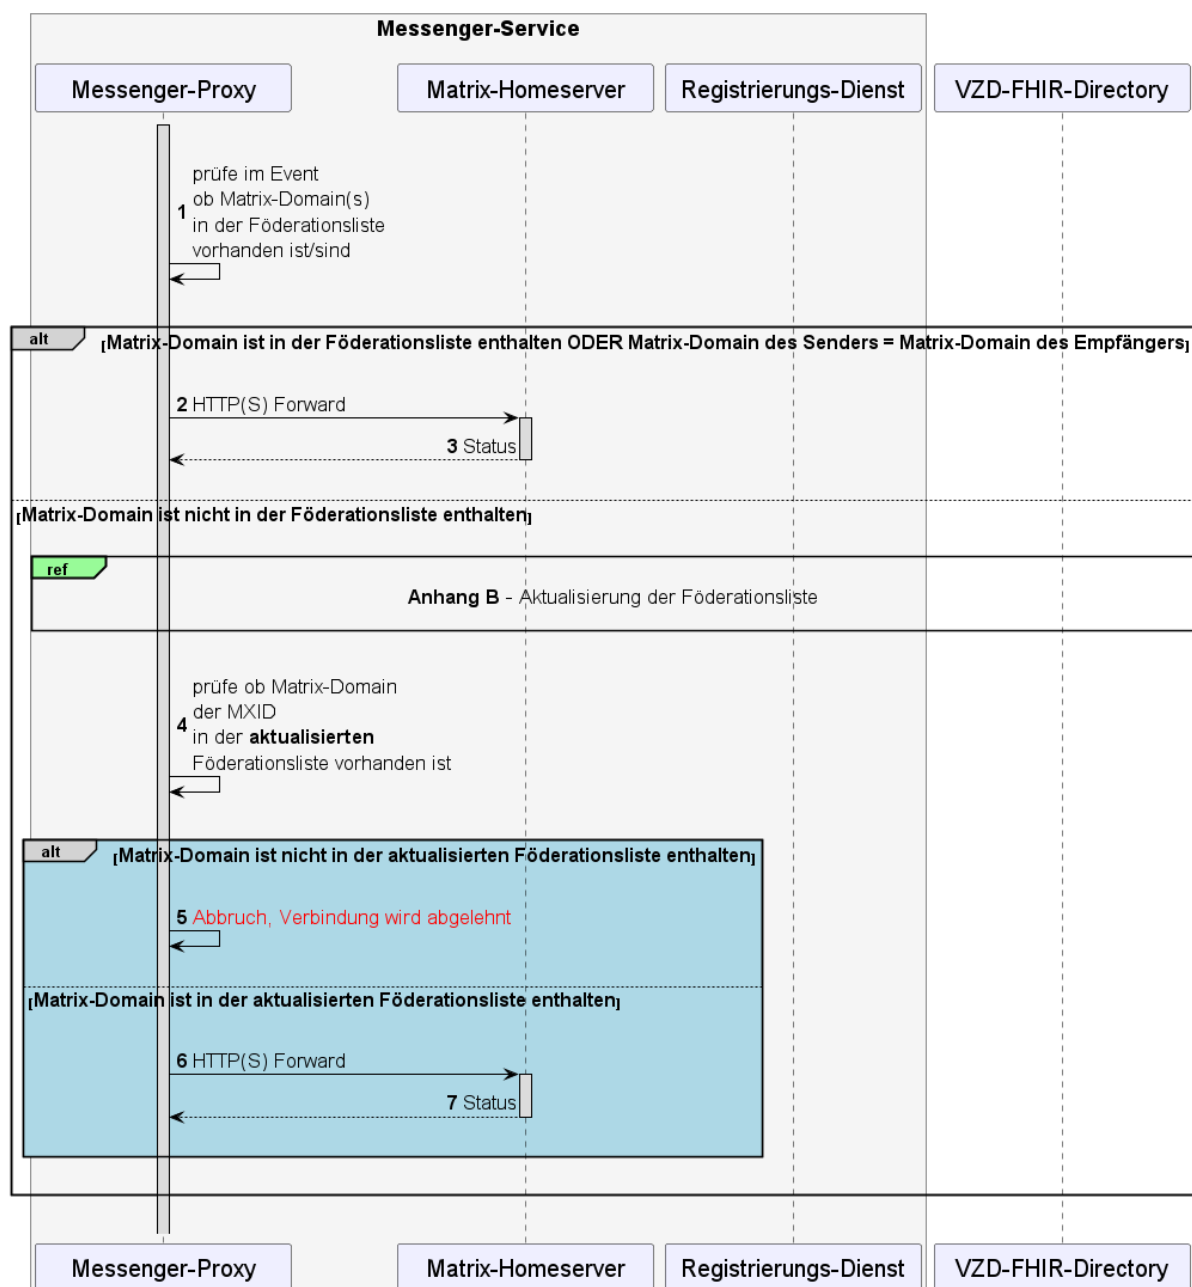 Messenger-Service
Messenger-Proxy
Matrix-Homeserver
Registrierungs-Dienst
VZD-FHIR-Directory
prüfe im Event
ob Matrix-Domain(s)
1 in der Föderationsliste
vorhanden ist/sind
alt [Matrix-Domain ist in der Föderationsliste enthalten ODER Matrix-Domain des Senders = Matrix-Domain des Empfängers]
2 HTTP(S) Forward
3 Status
[Matrix-Domain ist nicht in der Föderationsliste enthalten]
ref
Anhang B - Aktualisierung der Föderationsliste
prüfe ob Matrix-Domain
der MXID
4 in der aktualisierten
Föderationsliste vorhanden ist
alt [Matrix-Domain ist nicht in der aktualisierten Föderationsliste enthalten]
5 Abbruch, Verbindung wird abgelehnt
[Matrix-Domain ist in der aktualisierten Föderationsliste enthalten]
6 HTTP(S) Forward
7 Status
Messenger-Proxy
Matrix-Homeserver
Registrierungs-Dienst
VZD-FHIR-Directory